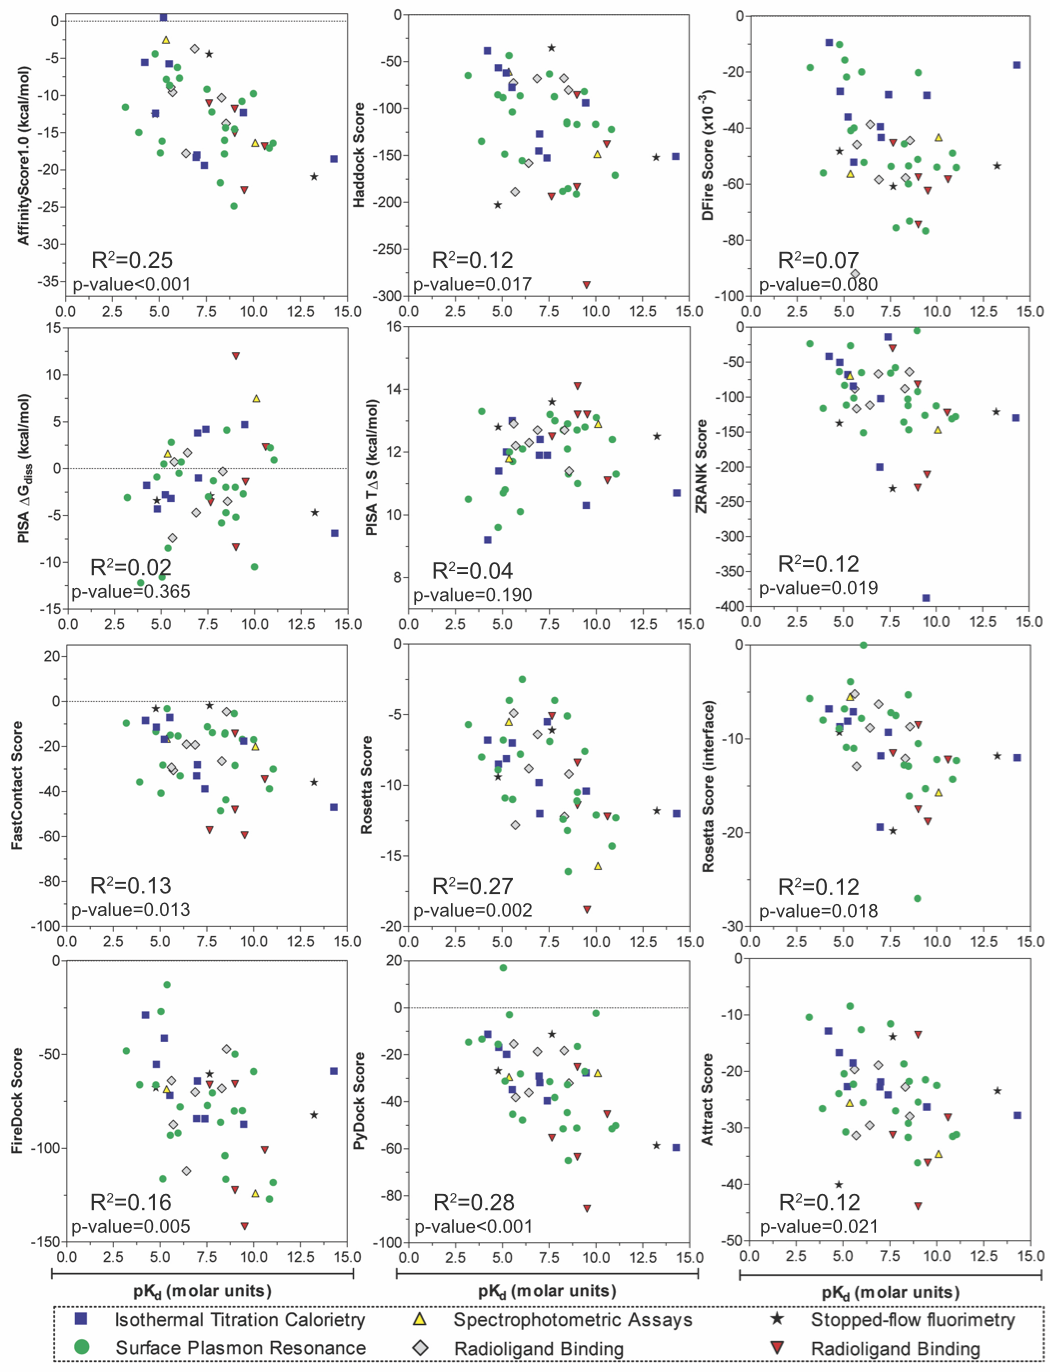 AffinityScore1.0 (kcal/mol)
0
-5
-10
-15
-20
-25
-30
-35
R²=0.25
p-value<0.001
0.0 2.5 5.0 7.5 10.0 12.5 15.0
Haddock Score
0
-50
-100
-150
-200
-250
-300
R²=0.12
p-value=0.017
0.0 2.5 5.0 7.5 10.0 12.5 15.0
DFire Score (x10⁻³)
0
-20
-40
-60
-80
-100
R²=0.07
p-value=0.080
0.0 2.5 5.0 7.5 10.0 12.5 15.0
PISA ΔGdiss (kcal/mol)
15
10
5
0
-5
-10
-15
R²=0.02
p-value=0.365
0.0 2.5 5.0 7.5 10.0 12.5 15.0
PISA TΔS (kcal/mol)
16
14
12
10
8
R²=0.04
p-value=0.190
0.0 2.5 5.0 7.5 10.0 12.5 15.0
ZRANK Score
0
-50
-100
-150
-200
-250
-300
-350
-400
R²=0.12
p-value=0.019
0.0 2.5 5.0 7.5 10.0 12.5 15.0
FastContact Score
20
0
-20
-40
-60
-80
-100
R²=0.13
p-value=0.013
0.0 2.5 5.0 7.5 10.0 12.5 15.0
Rosetta Score
0
-5
-10
-15
-20
R²=0.27
p-value=0.002
0.0 2.5 5.0 7.5 10.0 12.5 15.0
Rosetta Score (interface)
0
-10
-20
-30
R²=0.12
p-value=0.018
0.0 2.5 5.0 7.5 10.0 12.5 15.0
FireDock Score
0
-50
-100
-150
R²=0.16
p-value=0.005
0.0 2.5 5.0 7.5 10.0 12.5 15.0
PyDock Score
20
0
-20
-40
-60
-80
-100
R²=0.28
p-value<0.001
0.0 2.5 5.0 7.5 10.0 12.5 15.0
Attract Score
0
-10
-20
-30
-40
-50
R²=0.12
p-value=0.021
0.0 2.5 5.0 7.5 10.0 12.5 15.0
pKd (molar units)
pKd (molar units)
pKd (molar units)
Isothermal Titration Calorietry
Spectrophotometric Assays
Stopped-flow fluorimetry
Surface Plasmon Resonance
Radioligand Binding
Radioligand Binding